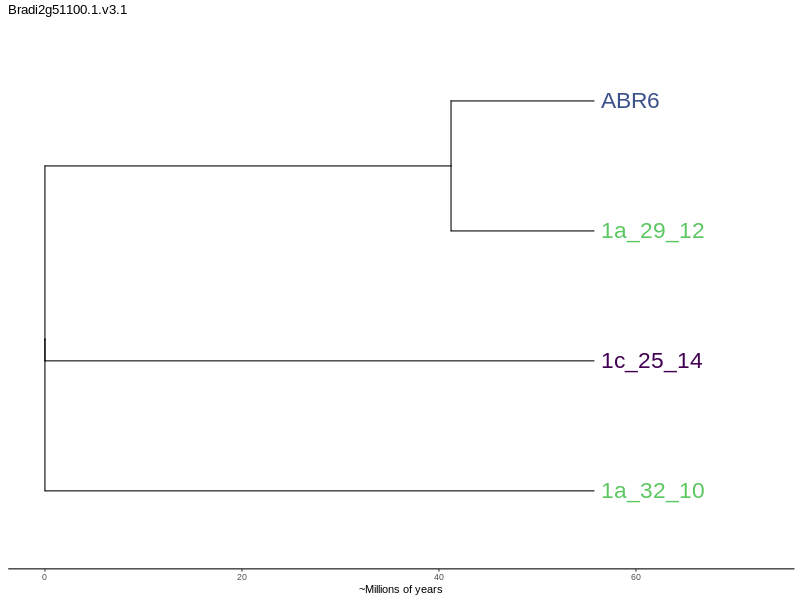 Bradi2g51100.1.v3.1
ABR6
1a_29_12
1c_25_14
1a_32_10
0 20 40 60
~Millions of years